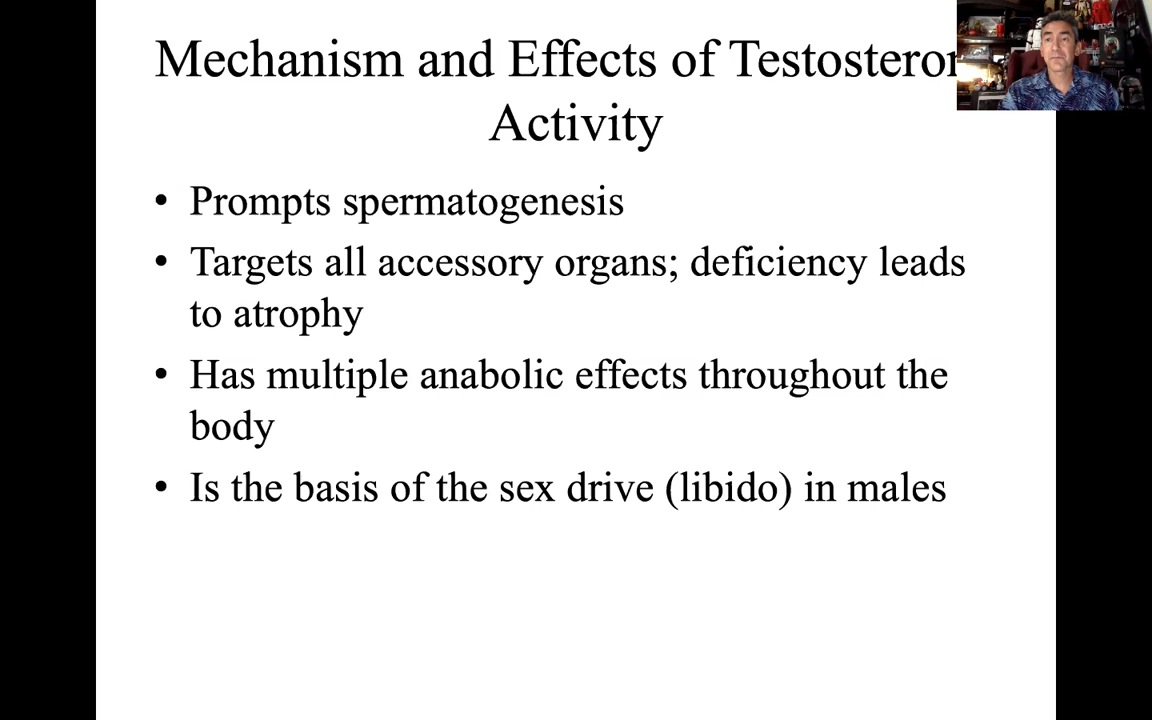 Mechanism and Effects of Testosteron
Activity
• Prompts spermatogenesis
• Targets all accessory organs; deficiency leads
to atrophy
• Has multiple anabolic effects throughout the
body
• Is the basis of the sex drive (libido) in males